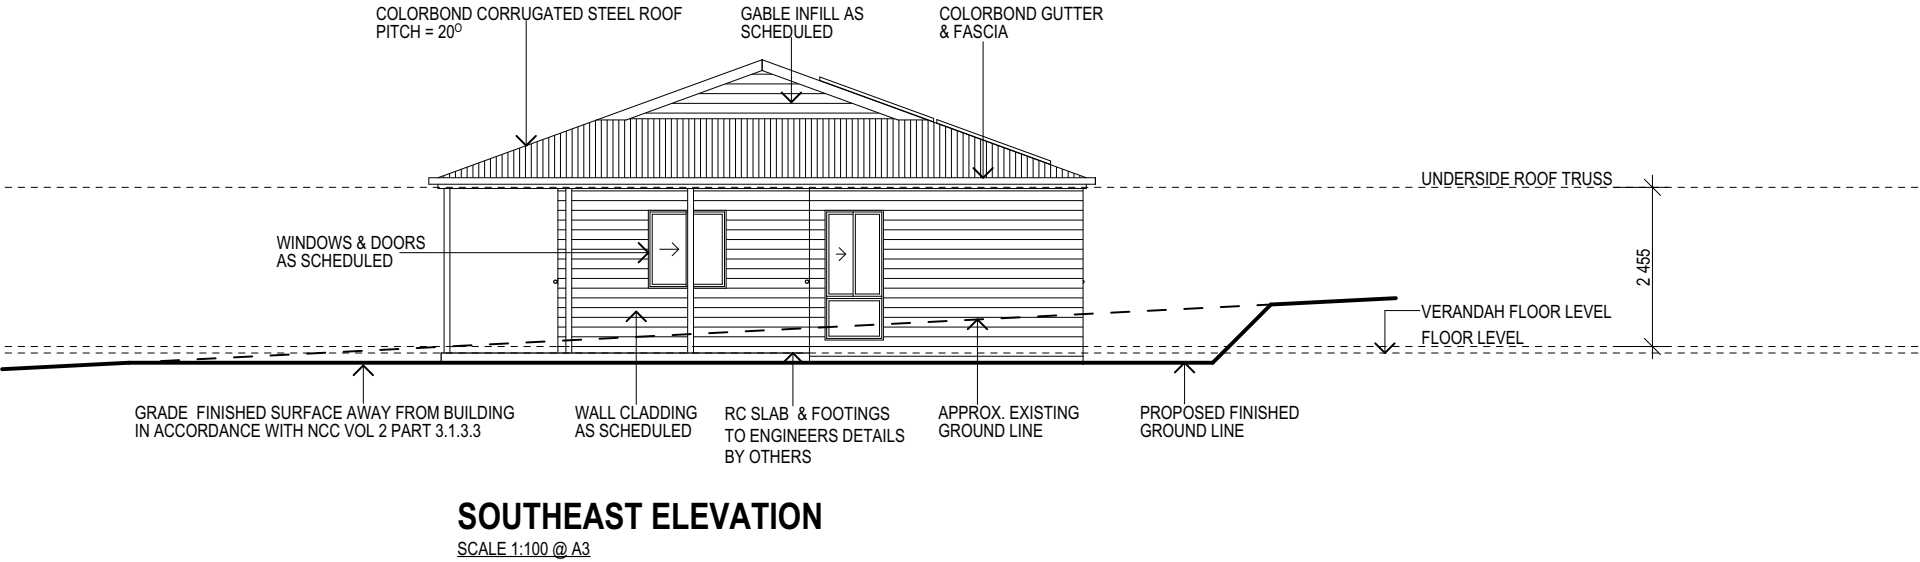 COLORBOND CORRUGATED STEEL ROOF
PITCH = 20º
GABLE INFILL AS
SCHEDULED
COLORBOND GUTTER
& FASCIA
UNDERSIDE ROOF TRUSS
WINDOWS & DOORS
AS SCHEDULED
2 455
VERANDAH FLOOR LEVEL
FLOOR LEVEL
GRADE FINISHED SURFACE AWAY FROM BUILDING
IN ACCORDANCE WITH NCC VOL 2 PART 3.1.3.3
WALL CLADDING
AS SCHEDULED
RC SLAB & FOOTINGS
TO ENGINEERS DETAILS
BY OTHERS
APPROX. EXISTING
GROUND LINE
PROPOSED FINISHED
GROUND LINE
SOUTHEAST ELEVATION
SCALE 1:100 @ A3